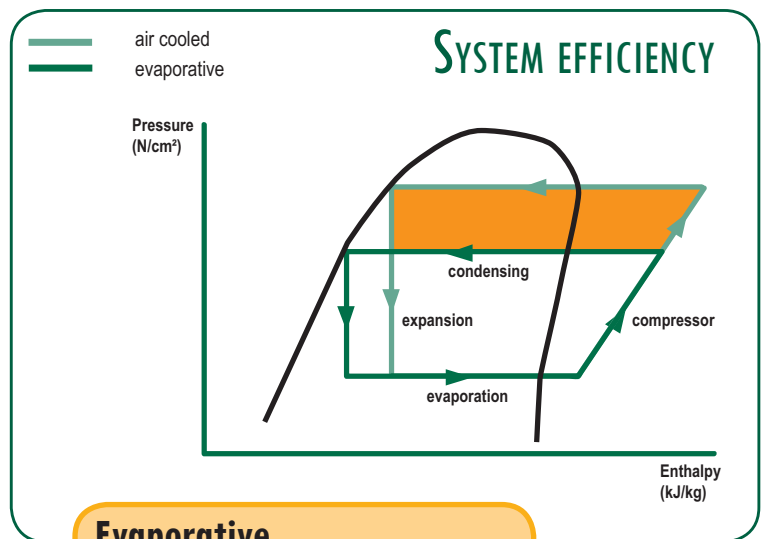 air cooled
evaporative
SYSTEM EFFICIENCY
Pressure
(N/cm²)
condensing
expansion
compressor
evaporation
Enthalpy
(kJ/kg)
Evaporative